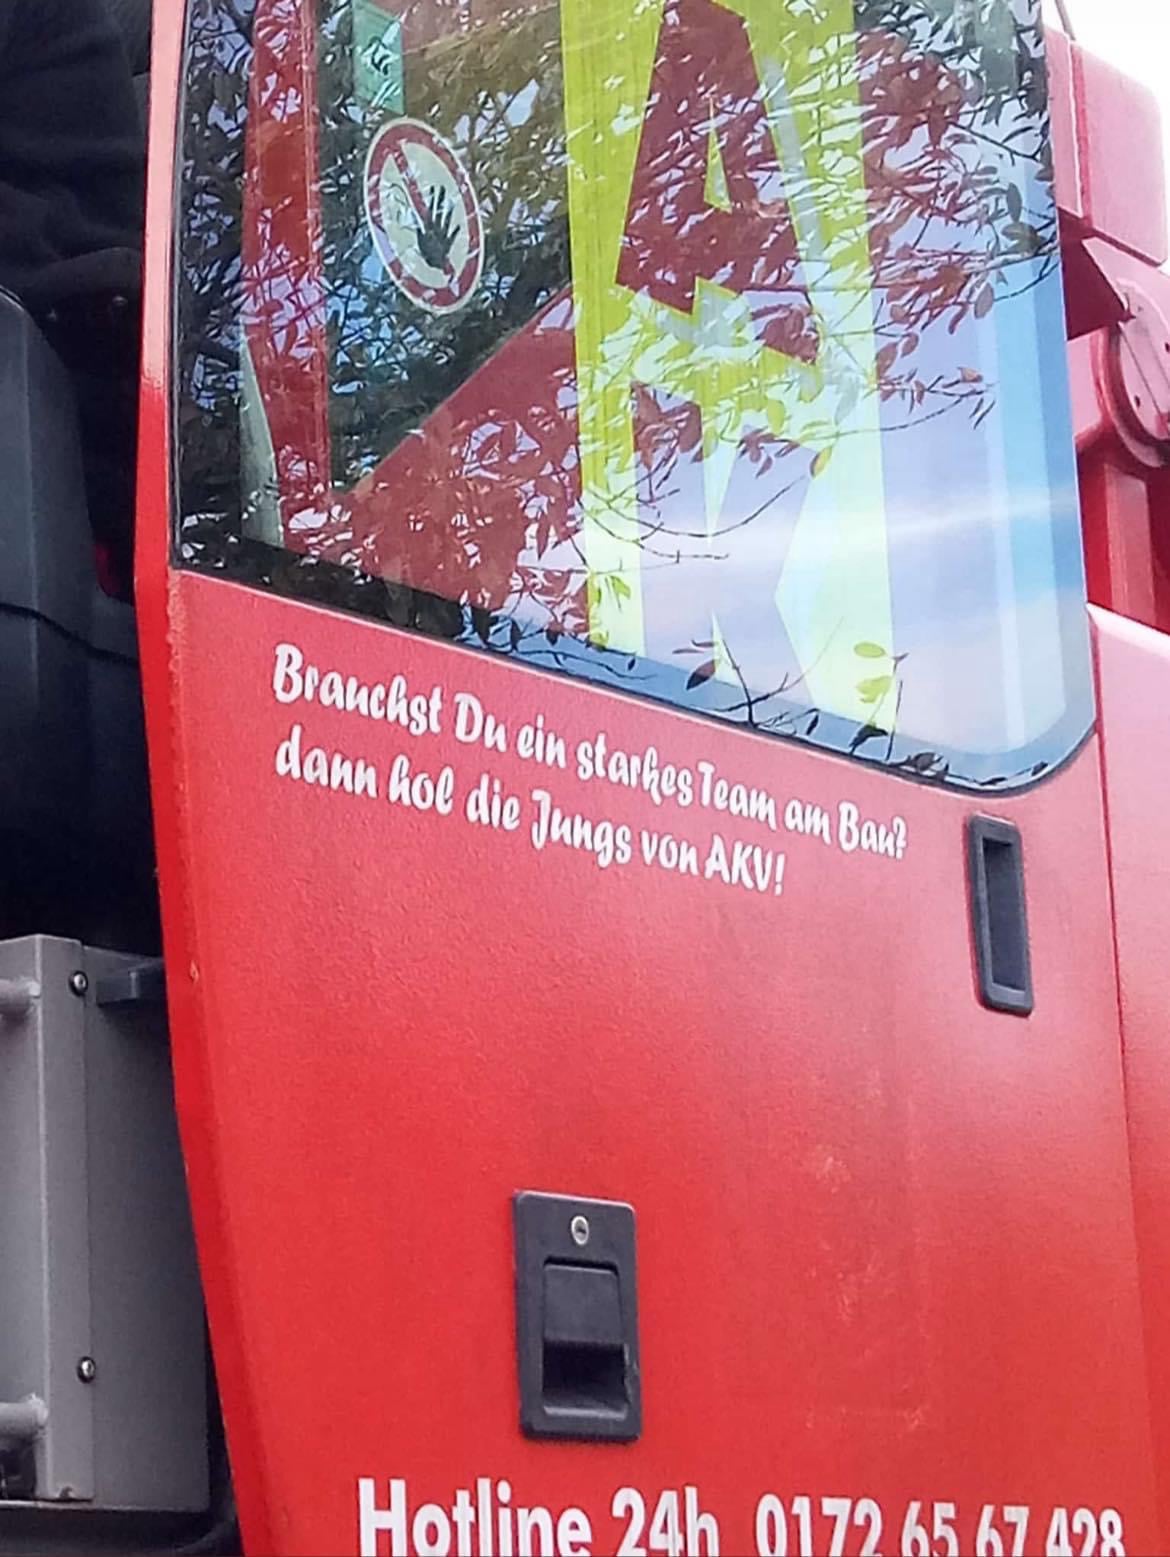 A
K
Brauchst Du ein starkes Team am Bau?
dann hol die Jungs von AKV!
Hotline 24h 0172 65 67 428